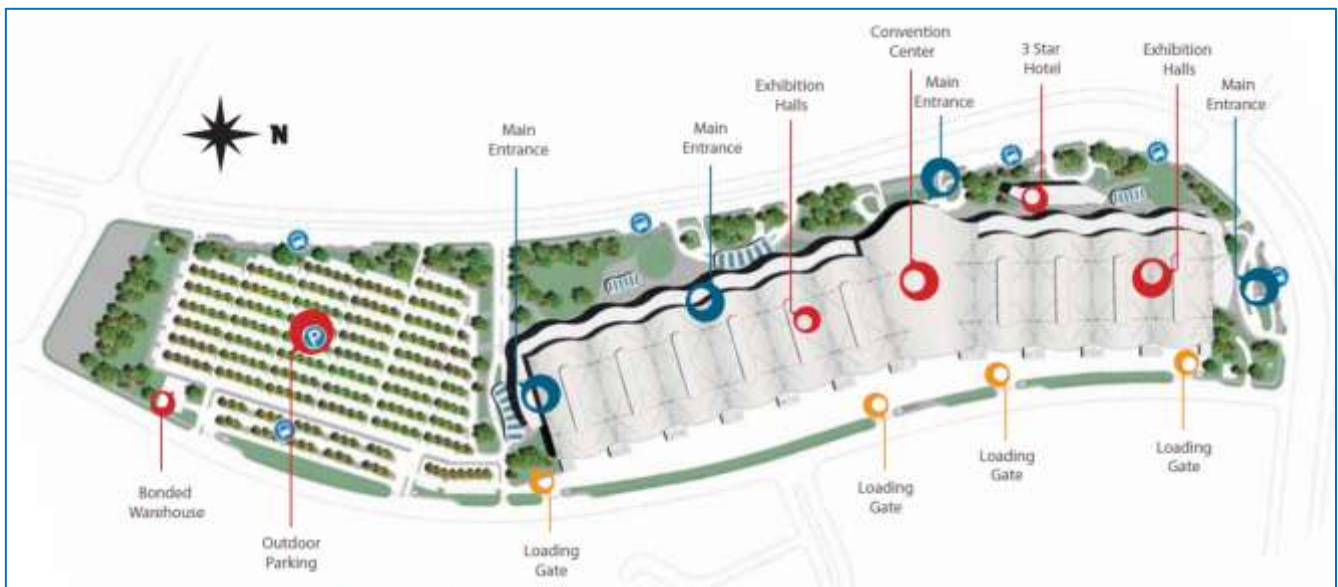 Convention
Center
3 Star
Hotel
Exhibition
Halls
Main
Entrance
Main
Entrance
Exhibition
Halls
Main
Entrance
Main
Entrance
N
P
Bonded
Warehouse
Outdoor
Parking
Loading
Gate
Loading
Gate
Loading
Gate
Loading
Gate